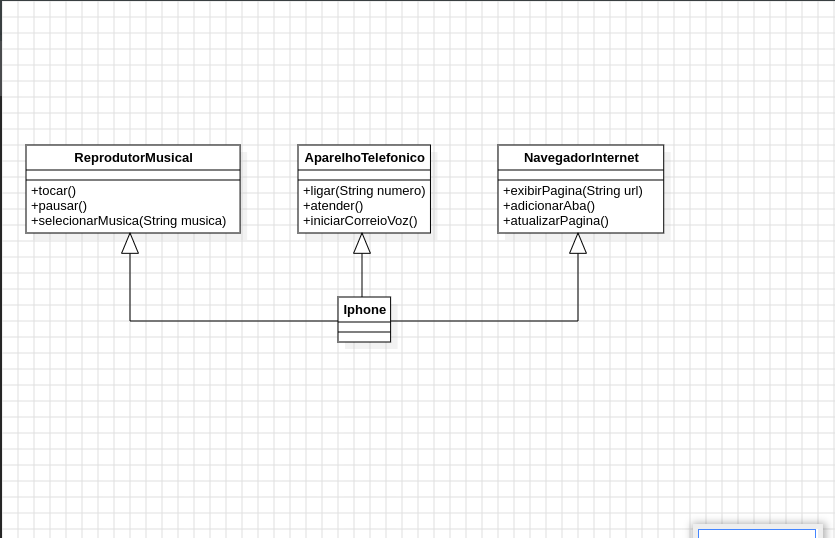 ReprodutorMusical
+tocar()
+pausar()
+selecionarMusica(String musica)
AparelhoTelefonico
+ligar(String numero)
+atender()
+iniciarCorreioVoz()
NavegadorInternet
+exibirPagina(String url)
+adicionarAba()
+atualizarPagina()
Iphone